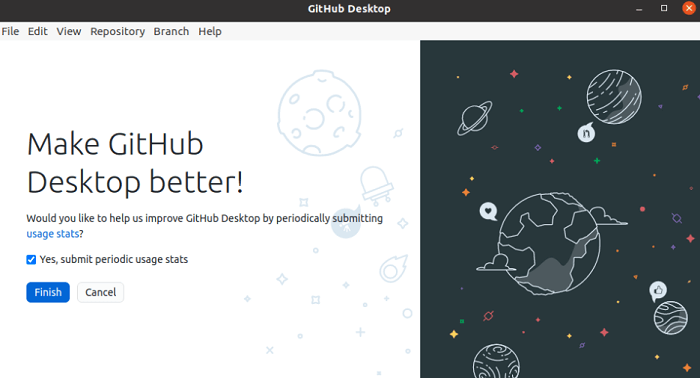 GitHub Desktop
File Edit View Repository Branch Help
Make GitHub
Desktop better!
Would you like to help us improve GitHub Desktop by periodically submitting
usage stats?
Yes, submit periodic usage stats
Finish Cancel